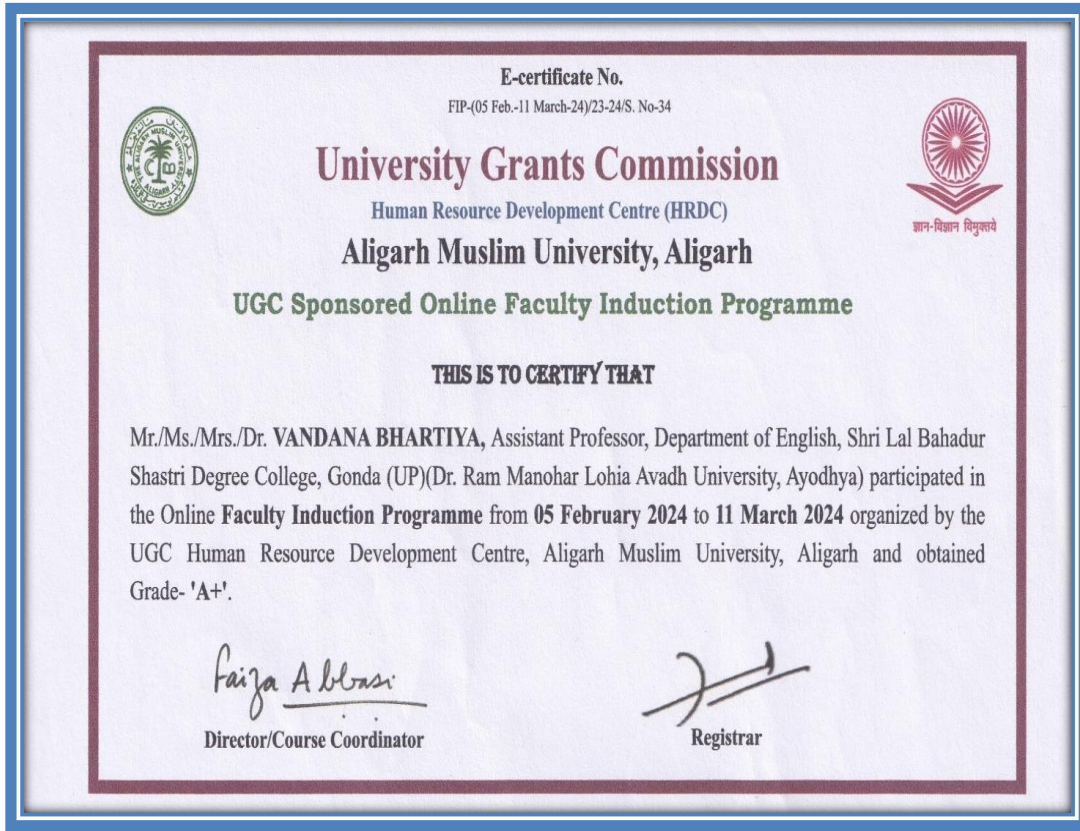 E-certificate No.
FIP-(05 Feb.-11 March-24)/23-24/S. No-34
University Grants Commission
Human Resource Development Centre (HRDC)
Aligarh Muslim University, Aligarh
ज्ञान-विज्ञान विमुक्तये
UGC Sponsored Online Faculty Induction Programme
THIS IS TO CERTIFY THAT
Mr./Ms./Mrs./Dr. VANDANA BHARTIYA, Assistant Professor, Department of English, Shri Lal Bahadur
Shastri Degree College, Gonda (UP)(Dr. Ram Manohar Lohia Avadh University, Ayodhya) participated in
the Online Faculty Induction Programme from 05 February 2024 to 11 March 2024 organized by the
UGC Human Resource Development Centre, Aligarh Muslim University, Aligarh and obtained
Grade- 'A+'.
Faiza Abbasi
Director/Course Coordinator
Registrar